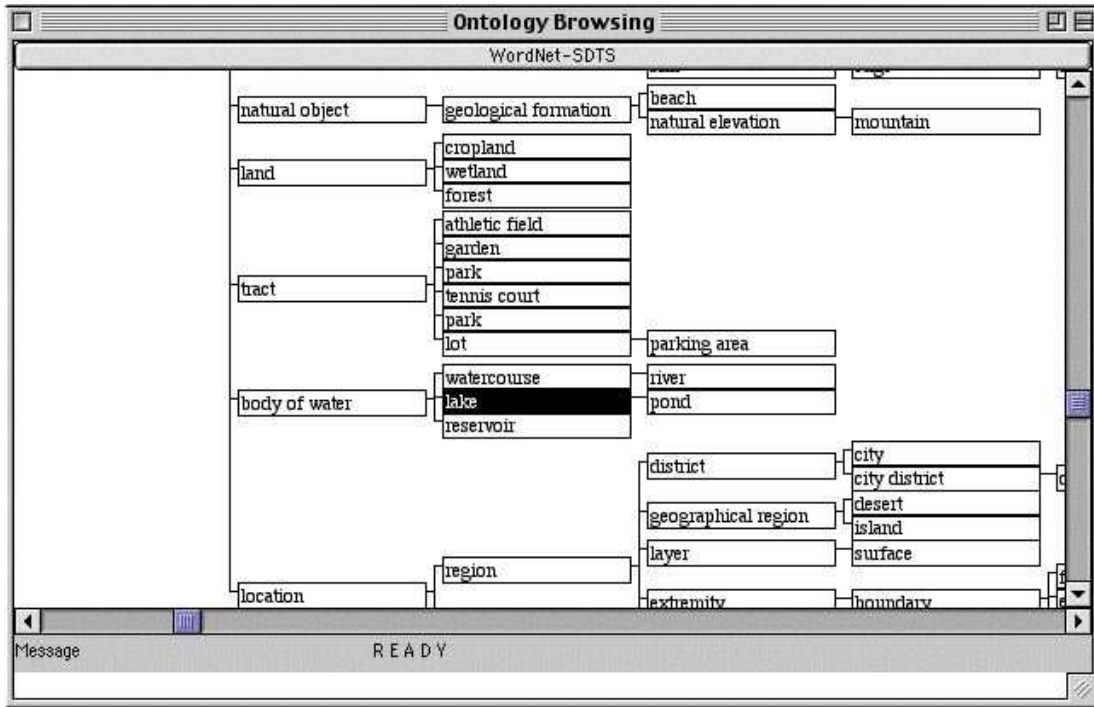 Ontology Browsing
WordNet-SDTS
natural object
geological formation
beach
natural elevation
mountain
land
cropland
wetland
forest
tract
athletic field
garden
park
tennis court
park
lot
parking area
body of water
watercourse
river
lake
pond
reservoir
location
region
district
city
city district
geographical region
desert
island
layer
surface
extremity
boundary
Message
READY